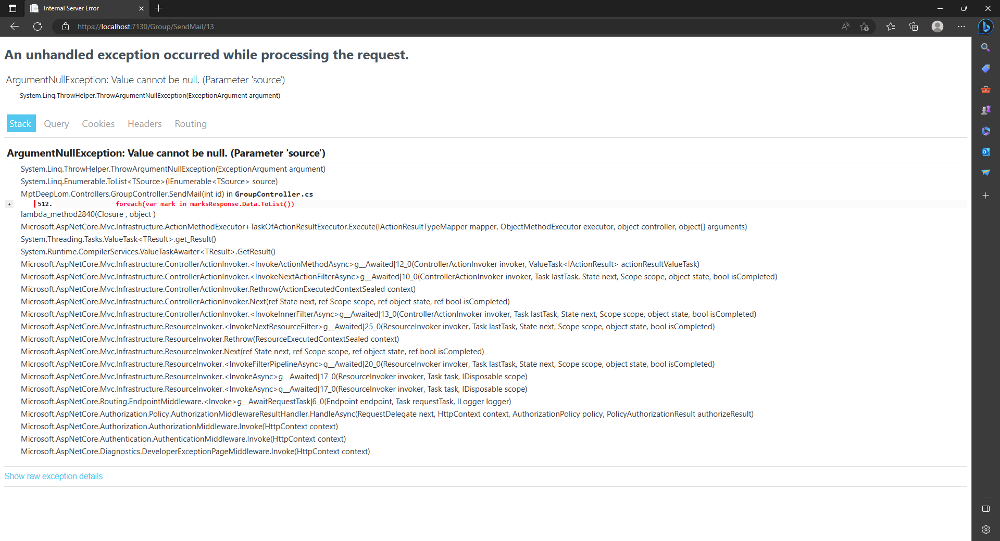 Internal Server Error
https://localhost:7130/Group/SendMail/13
An unhandled exception occurred while processing the request.
ArgumentNullException: Value cannot be null. (Parameter 'source')
System.Linq.ThrowHelper.ThrowArgumentNullException(ExceptionArgument argument)
Stack Query Cookies Headers Routing
ArgumentNullException: Value cannot be null. (Parameter 'source')
System.Linq.ThrowHelper.ThrowArgumentNullException(ExceptionArgument argument)
System.Linq.Enumerable.ToList<TSource>(IEnumerable<TSource> source)
MptDeepLom.Controllers.GroupController.SendMail(int id) in GroupController.cs
+ 512. foreach(var mark in marksResponse.Data.ToList())
lambda_method2840(Closure , object )
Microsoft.AspNetCore.Mvc.Infrastructure.ActionMethodExecutor+TaskOfActionResultExecutor.Execute(IActionResultTypeMapper mapper, ObjectMethodExecutor executor, object controller, object[] arguments)
System.Threading.Tasks.ValueTask<TResult>.get_Result()
System.Runtime.CompilerServices.ValueTaskAwaiter<TResult>.GetResult()
Microsoft.AspNetCore.Mvc.Infrastructure.ControllerActionInvoker.<InvokeActionMethodAsync>g__Awaited|12_0(ControllerActionInvoker invoker, ValueTask<IActionResult> actionResultValueTask)
Microsoft.AspNetCore.Mvc.Infrastructure.ControllerActionInvoker.<InvokeNextActionFilterAsync>g__Awaited|10_0(ControllerActionInvoker invoker, Task lastTask, State next, Scope scope, object state, bool isCompleted)
Microsoft.AspNetCore.Mvc.Infrastructure.ControllerActionInvoker.Rethrow(ActionExecutedContextSealed context)
Microsoft.AspNetCore.Mvc.Infrastructure.ControllerActionInvoker.Next(ref State next, ref Scope scope, ref object state, ref bool isCompleted)
Microsoft.AspNetCore.Mvc.Infrastructure.ControllerActionInvoker.<InvokeInnerFilterAsync>g__Awaited|13_0(ControllerActionInvoker invoker, Task lastTask, State next, Scope scope, object state, bool isCompleted)
Microsoft.AspNetCore.Mvc.Infrastructure.ResourceInvoker.<InvokeNextResourceFilter>g__Awaited|25_0(ResourceInvoker invoker, Task lastTask, State next, Scope scope, object state, bool isCompleted)
Microsoft.AspNetCore.Mvc.Infrastructure.ResourceInvoker.Rethrow(ResourceExecutedContextSealed context)
Microsoft.AspNetCore.Mvc.Infrastructure.ResourceInvoker.Next(ref State next, ref Scope scope, ref object state, ref bool isCompleted)
Microsoft.AspNetCore.Mvc.Infrastructure.ResourceInvoker.<InvokeFilterPipelineAsync>g__Awaited|20_0(ResourceInvoker invoker, Task lastTask, State next, Scope scope, object state, bool isCompleted)
Microsoft.AspNetCore.Mvc.Infrastructure.ResourceInvoker.<InvokeAsync>g__Awaited|17_0(ResourceInvoker invoker, Task task, IDisposable scope)
Microsoft.AspNetCore.Mvc.Infrastructure.ResourceInvoker.<InvokeAsync>g__Awaited|17_0(ResourceInvoker invoker, Task task, IDisposable scope)
Microsoft.AspNetCore.Routing.EndpointMiddleware.<Invoke>g__AwaitRequestTask|6_0(Endpoint endpoint, Task requestTask, ILogger logger)
Microsoft.AspNetCore.Authorization.Policy.AuthorizationMiddlewareResultHandler.HandleAsync(RequestDelegate next, HttpContext context, AuthorizationPolicy policy, PolicyAuthorizationResult authorizeResult)
Microsoft.AspNetCore.Authorization.AuthorizationMiddleware.Invoke(HttpContext context)
Microsoft.AspNetCore.Authentication.AuthenticationMiddleware.Invoke(HttpContext context)
Microsoft.AspNetCore.Diagnostics.DeveloperExceptionPageMiddleware.Invoke(HttpContext context)
Show raw exception details